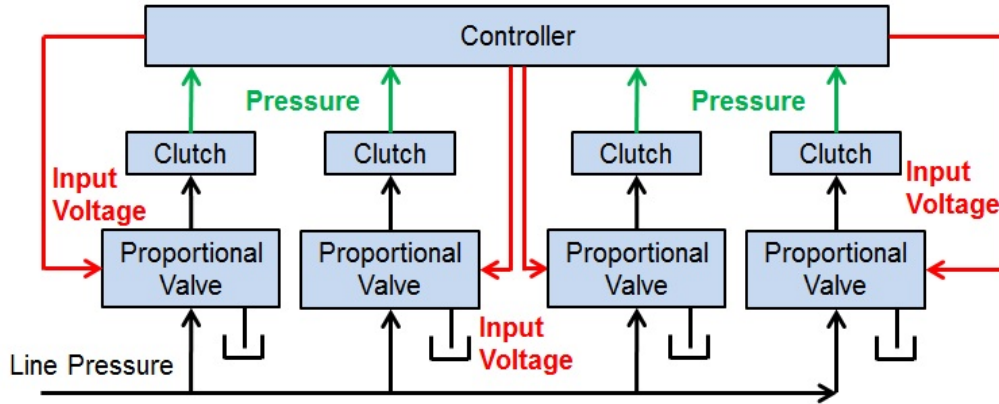 Controller
Pressure
Pressure
Clutch
Clutch
Clutch
Clutch
Input
Voltage
Input
Voltage
Proportional
Valve
Proportional
Valve
Proportional
Valve
Proportional
Valve
Input
Voltage
Line Pressure